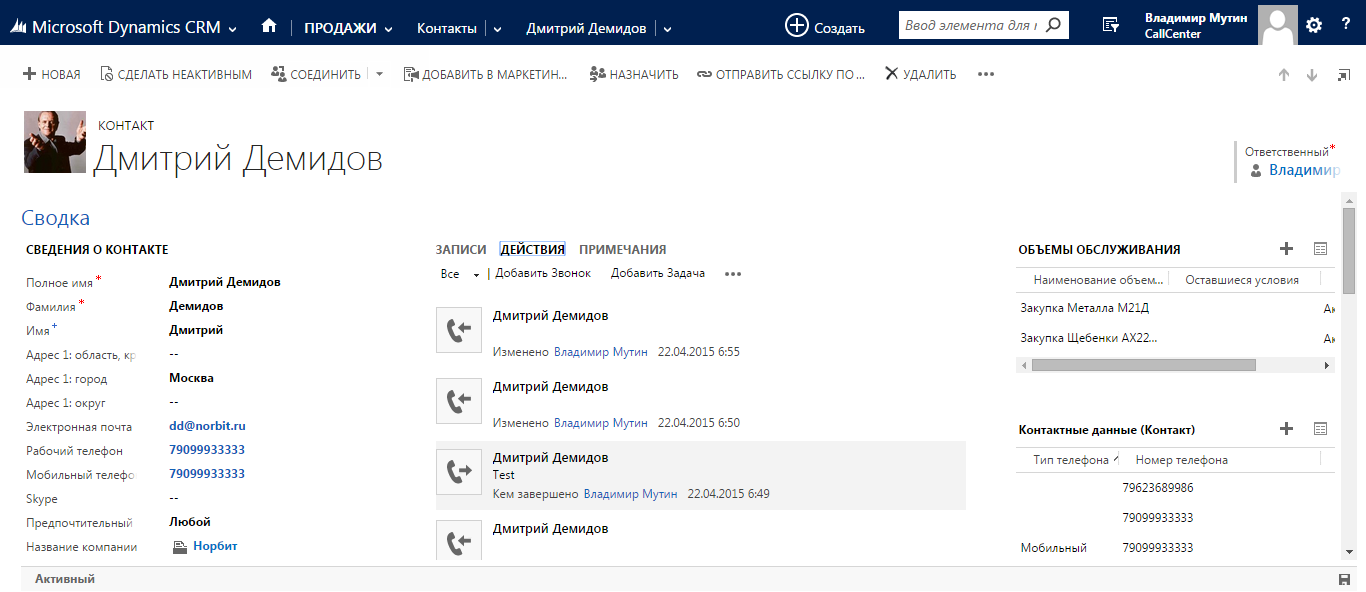 Microsoft Dynamics CRM ПРОДАЖИ Контакты Дмитрий Демидов Создать Ввод элемента для Владимир Мутин CallCenter ?
НОВАЯ СДЕЛАТЬ НЕАКТИВНЫМ СОЕДИНИТЬ ДОБАВИТЬ В МАРКЕТИН... НАЗНАЧИТЬ ОТПРАВИТЬ ССЫЛКУ ПО ... УДАЛИТЬ
КОНТАКТ
Дмитрий Демидов
Ответственный*
Владимир
Сводка
СВЕДЕНИЯ О КОНТАКТЕ
Полное имя* Дмитрий Демидов
Фамилия* Демидов
Имя+ Дмитрий
Адрес 1: область, кр --
Адрес 1: город Москва
Адрес 1: округ --
Электронная почта dd@norbit.ru
Рабочий телефон 79099933333
Мобильный телефо 79099933333
Skype --
Предпочтительный Любой
Название компании Норбит
ЗАПИСИ ДЕЙСТВИЯ ПРИМЕЧАНИЯ
Все Добавить Звонок Добавить Задача
Дмитрий Демидов
Изменено Владимир Мутин 22.04.2015 6:55
Дмитрий Демидов
Изменено Владимир Мутин 22.04.2015 6:50
Дмитрий Демидов
Test
Кем завершено Владимир Мутин 22.04.2015 6:49
Дмитрий Демидов
ОБЪЕМЫ ОБСЛУЖИВАНИЯ
Наименование объем... Оставшиеся условия
Закупка Металла М21Д Ак
Закупка Щебенки АХ22... Ак
Контактные данные (Контакт)
Тип телефона Номер телефона
79623689986
79099933333
Мобильный 79099933333
Активный